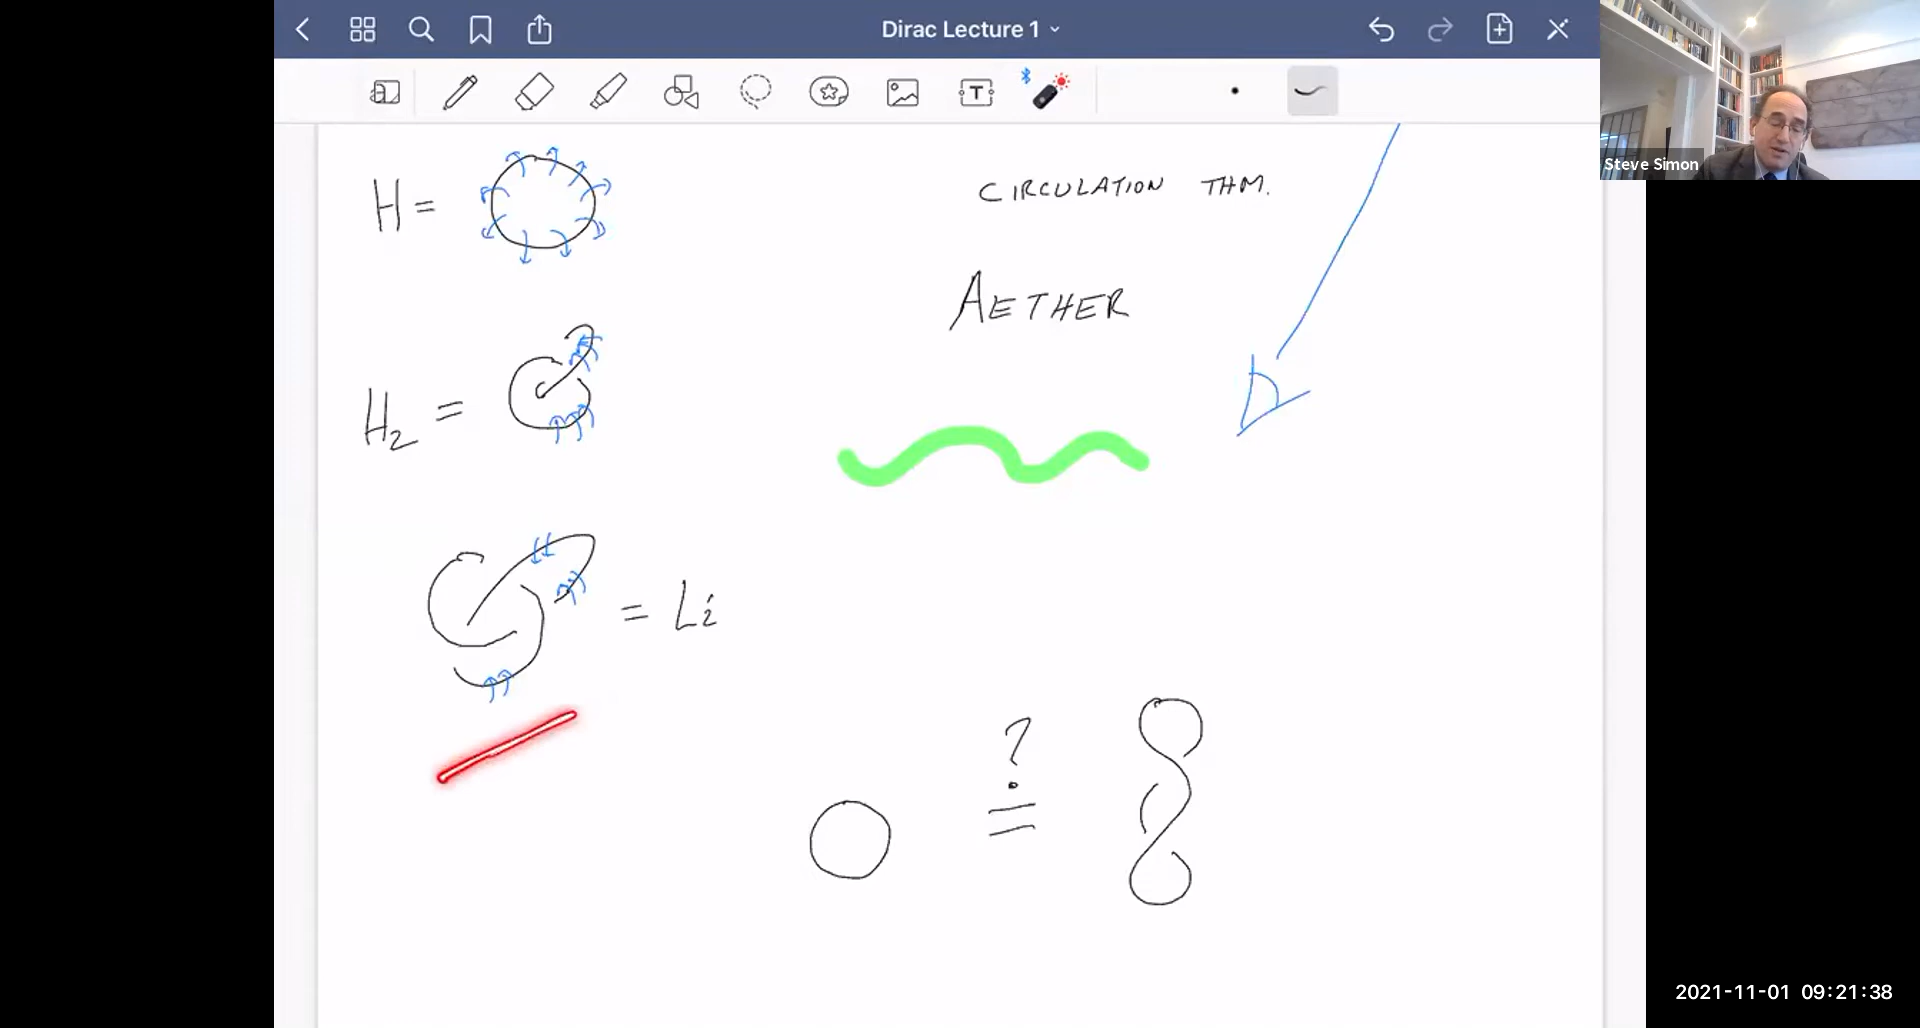 Dirac Lecture 1
T
Steve Simon
H =
CIRCULATION THM.
AETHER
H2 =
= Li
?
=
2021-11-01 09:21:38